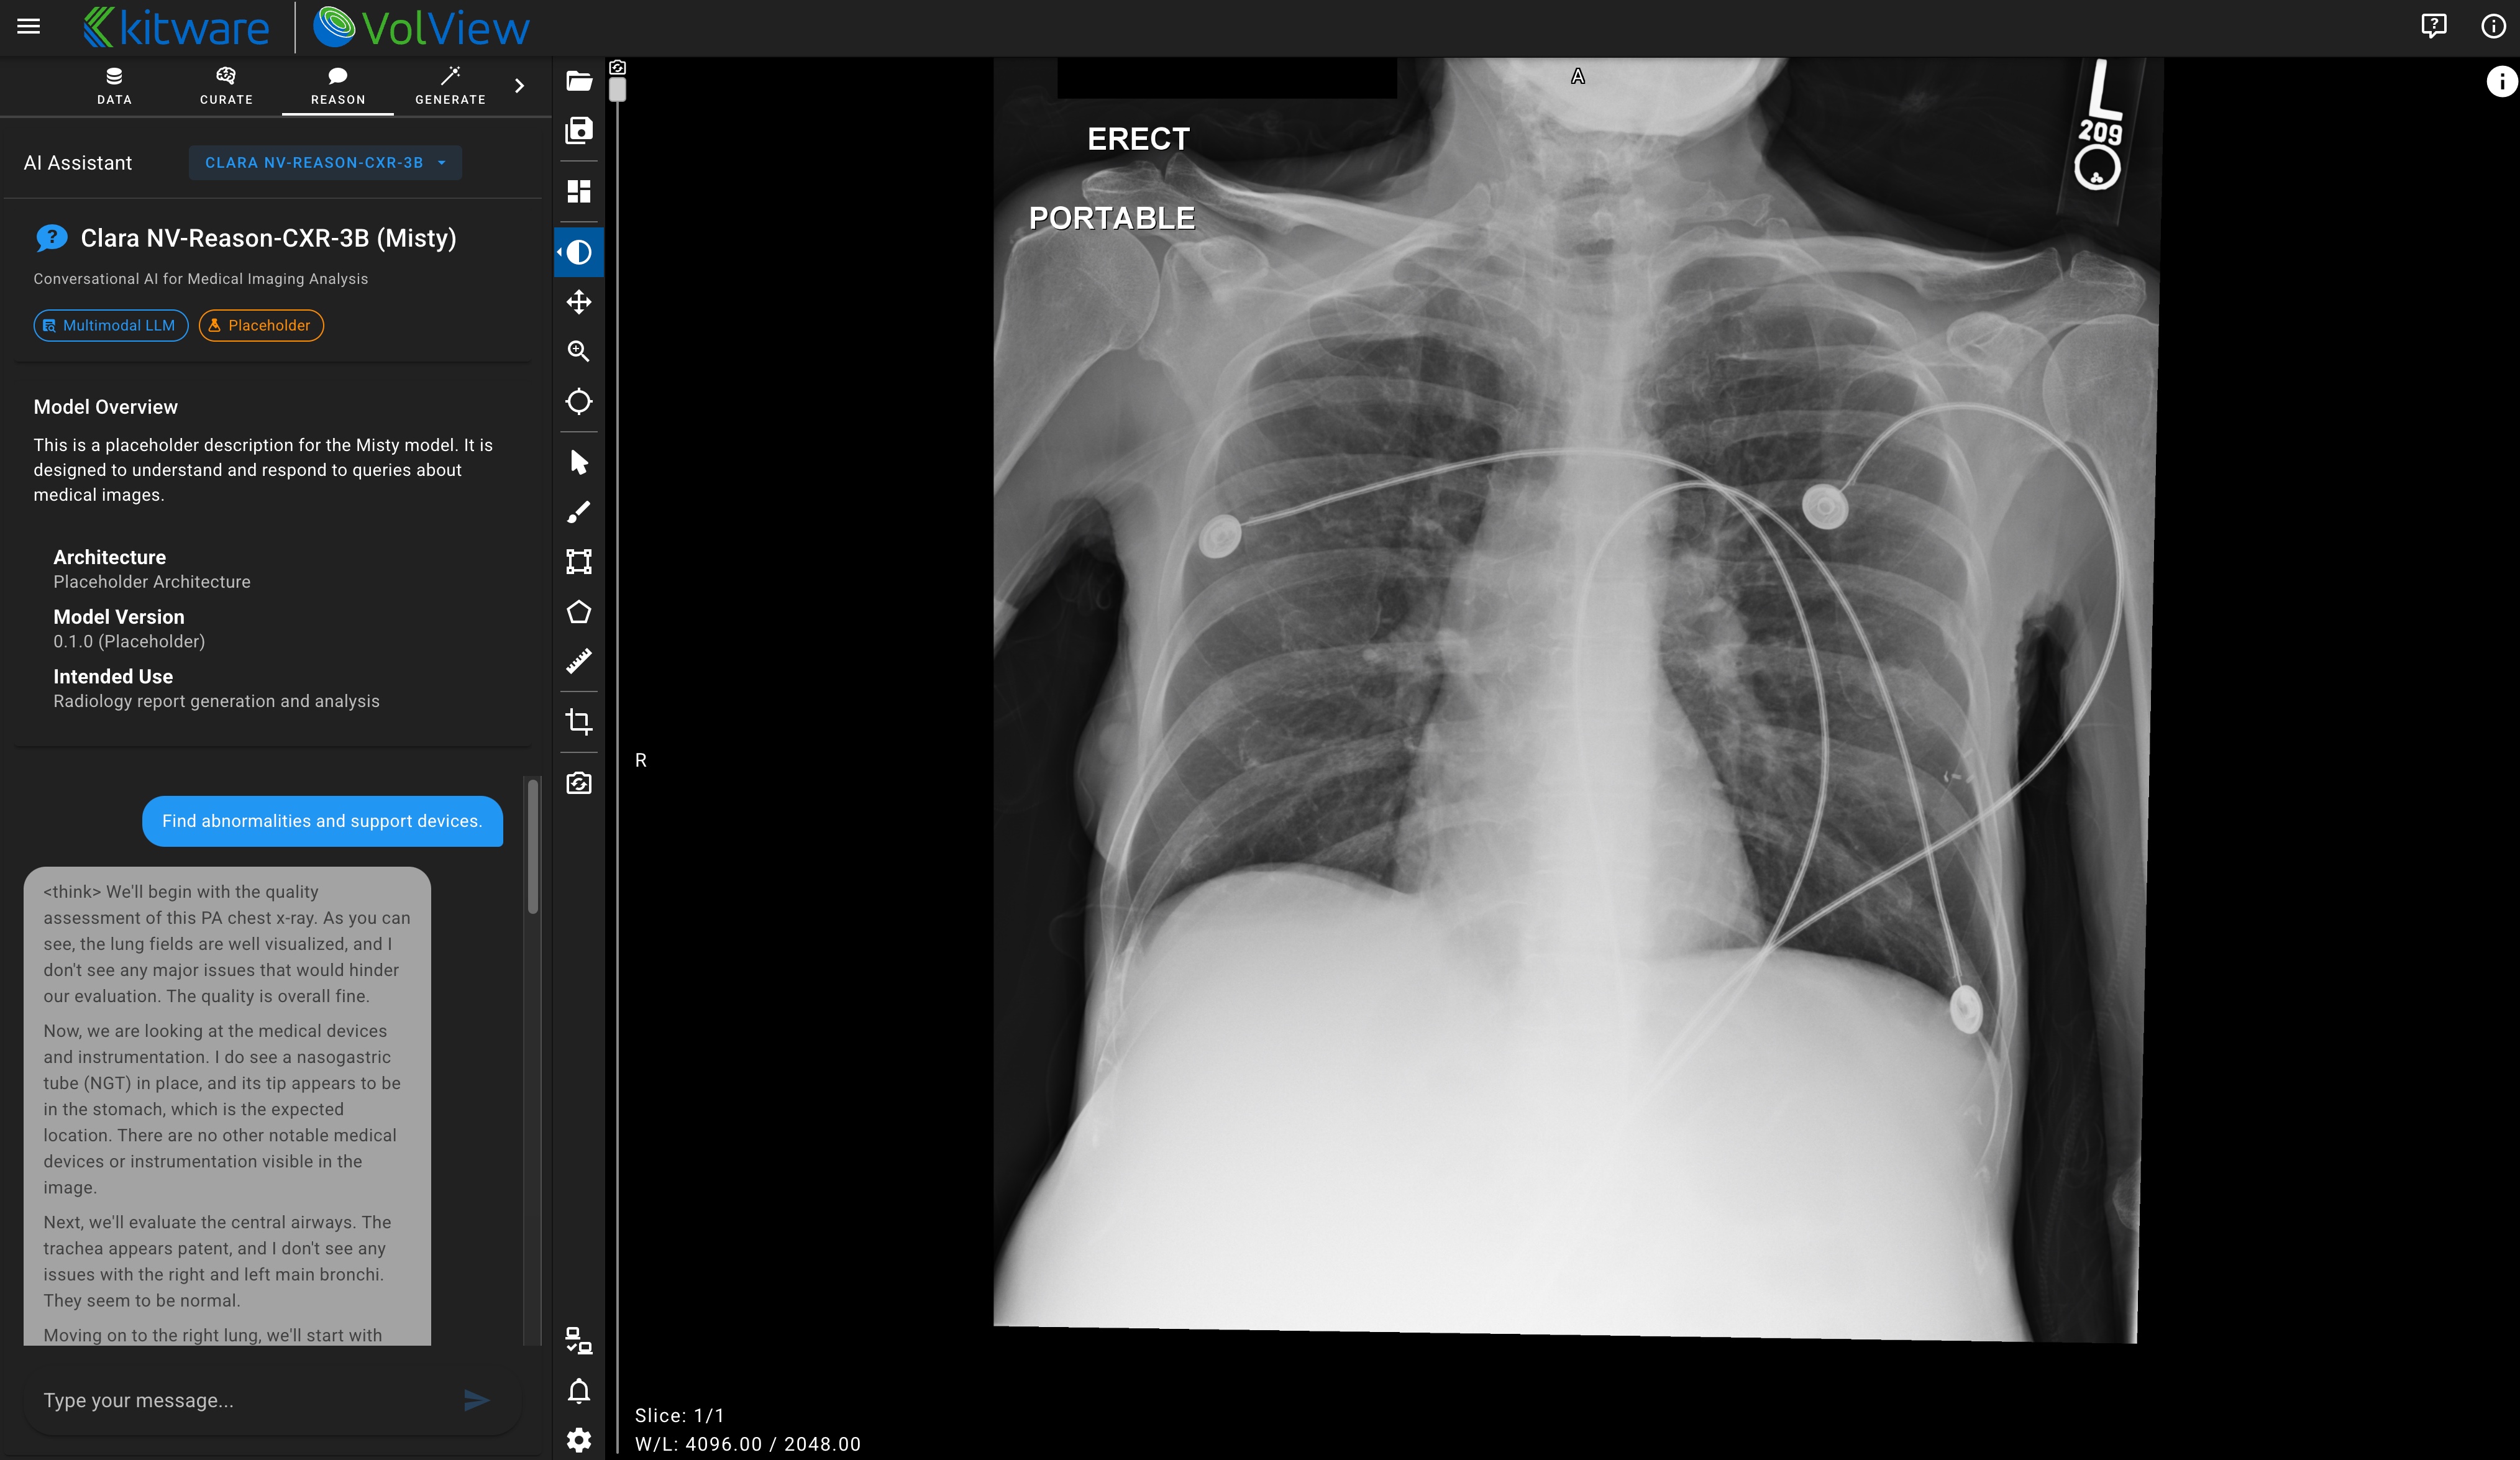 kitware VolView
DATA CURATE REASON GENERATE
AI Assistant CLARA NV-REASON-CXR-3B
Clara NV-Reason-CXR-3B (Misty)
Conversational AI for Medical Imaging Analysis
Multimodal LLM Placeholder
Model Overview
This is a placeholder description for the Misty model. It is
designed to understand and respond to queries about
medical images.
Architecture
Placeholder Architecture
Model Version
0.1.0 (Placeholder)
Intended Use
Radiology report generation and analysis
Find abnormalities and support devices.
<think> We'll begin with the quality
assessment of this PA chest x-ray. As you can
see, the lung fields are well visualized, and I
don't see any major issues that would hinder
our evaluation. The quality is overall fine.
Now, we are looking at the medical devices
and instrumentation. I do see a nasogastric
tube (NGT) in place, and its tip appears to be
in the stomach, which is the expected
location. There are no other notable medical
devices or instrumentation visible in the
image.
Next, we'll evaluate the central airways. The
trachea appears patent, and I don't see any
issues with the right and left main bronchi.
They seem to be normal.
Moving on to the right lung, we'll start with
Type your message...
A
ERECT
PORTABLE
L
209
R
Slice: 1/1
W/L: 4096.00 / 2048.00